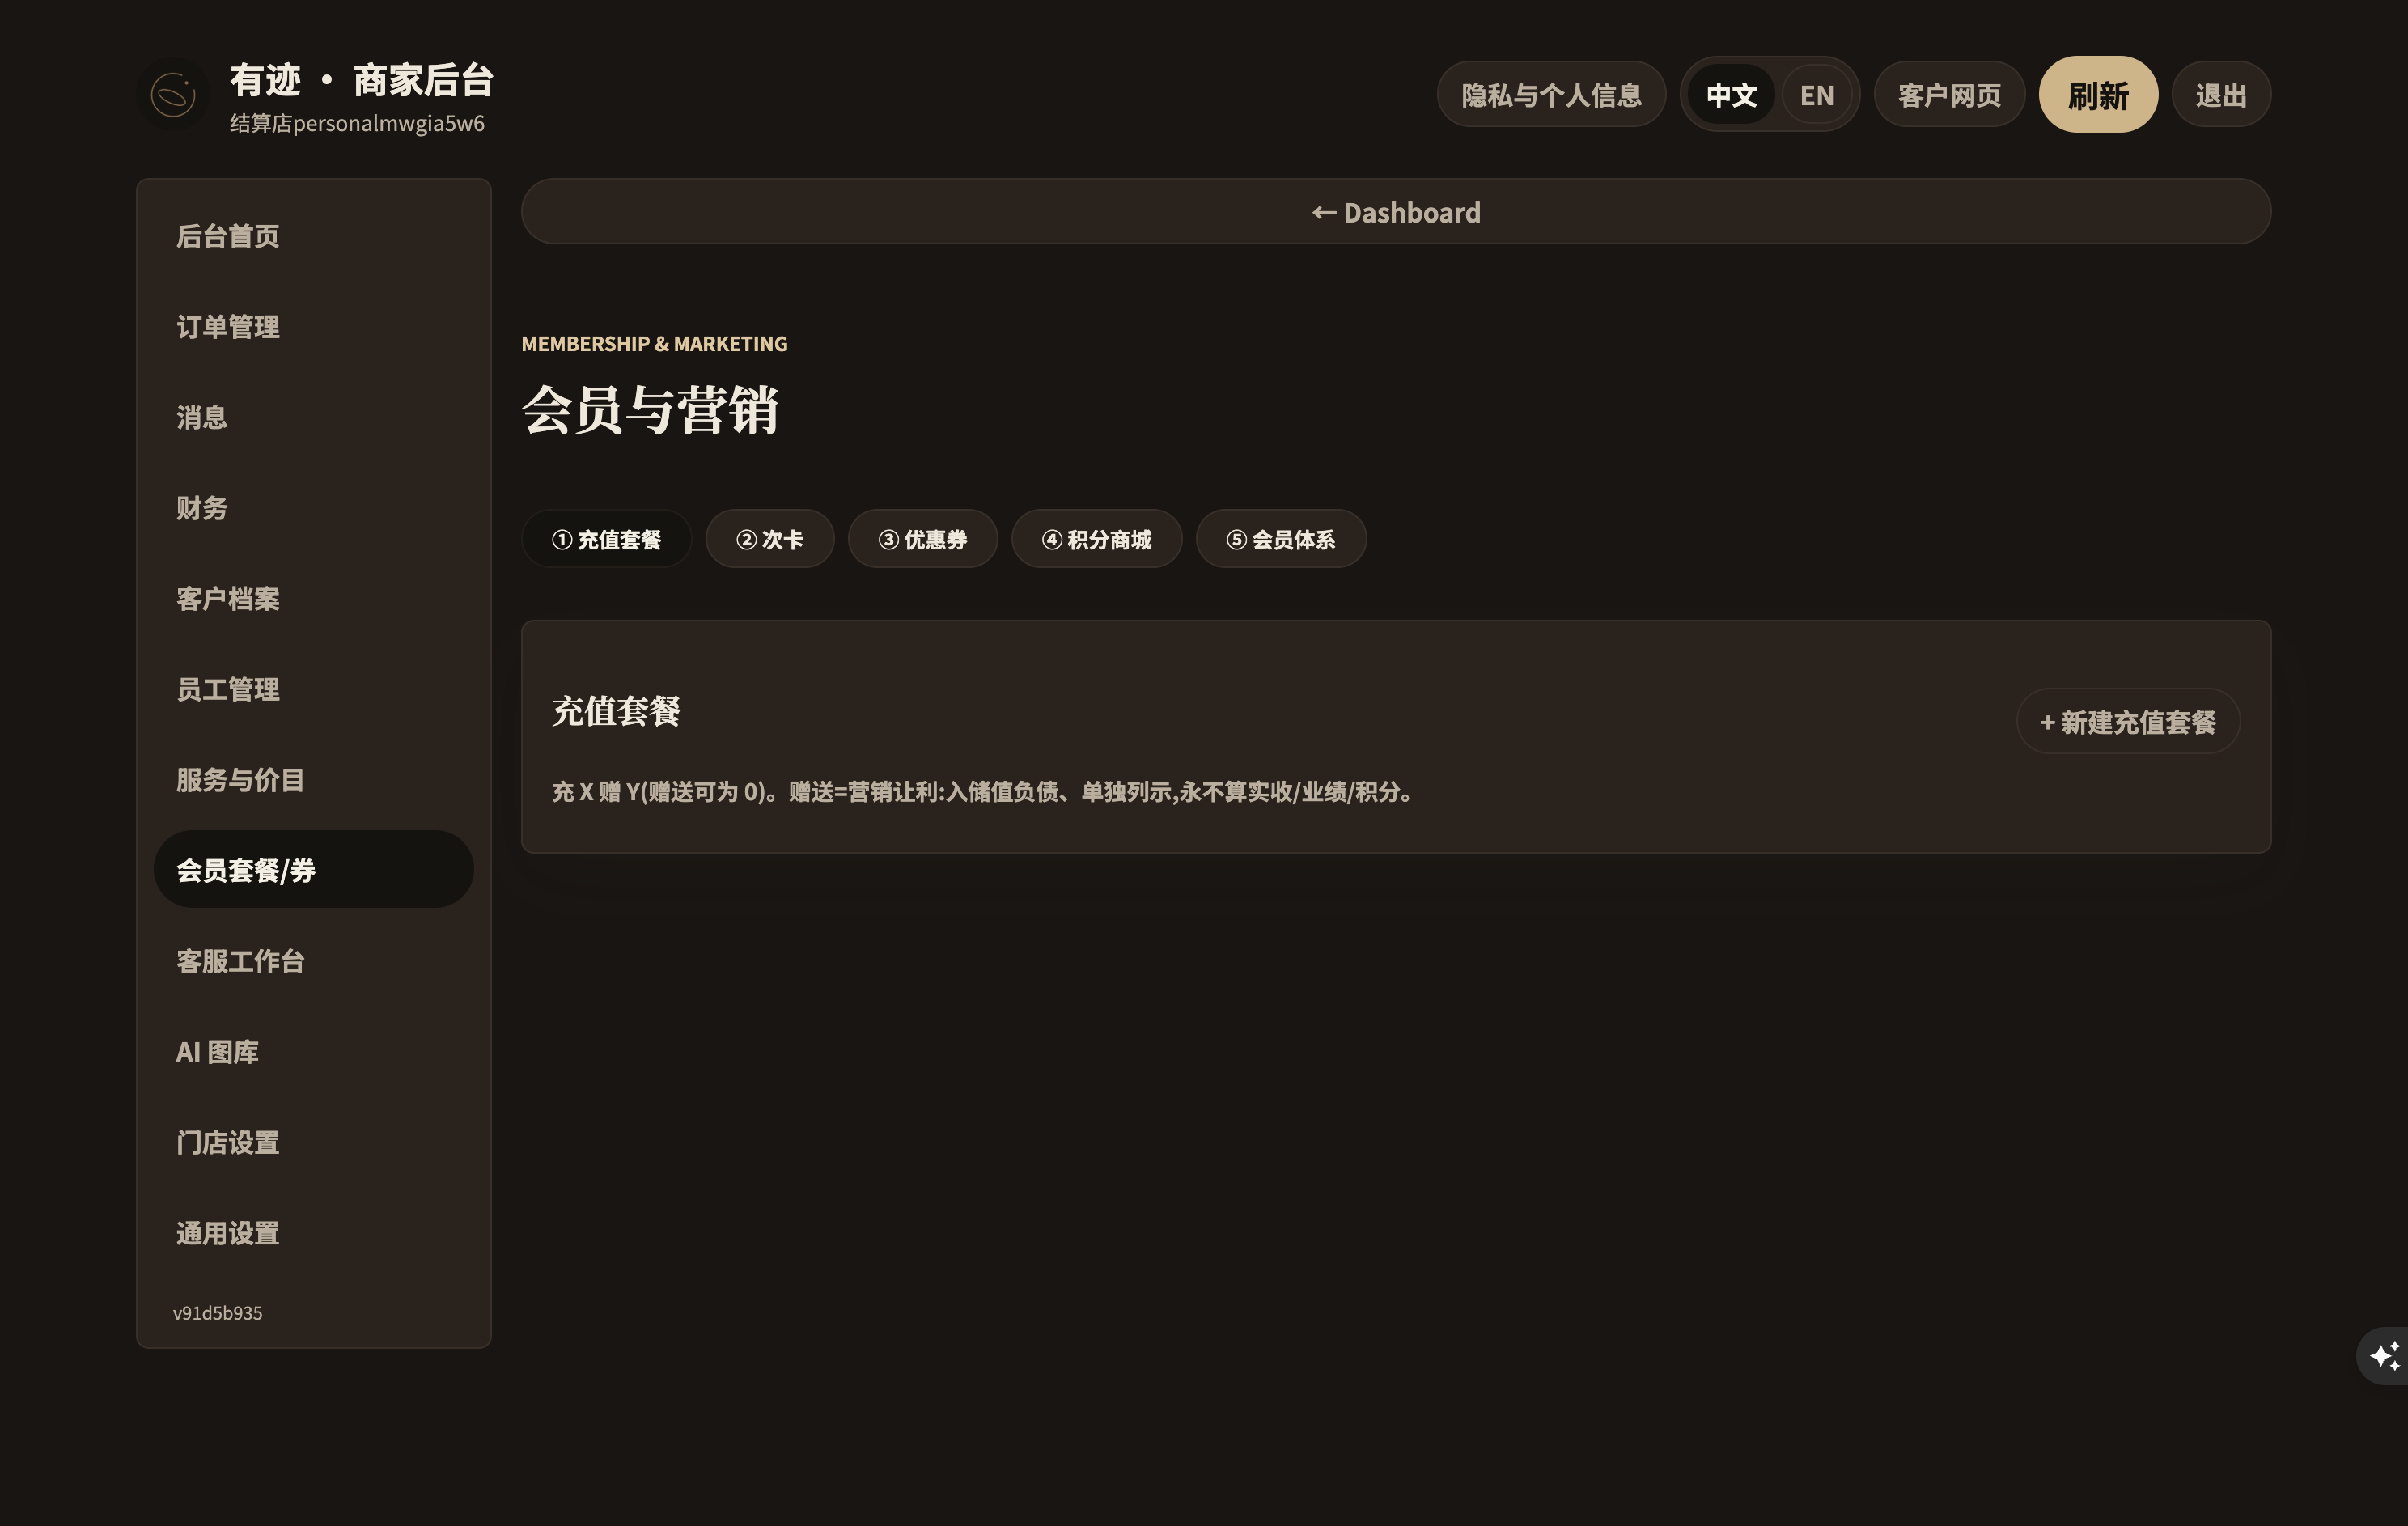 有迹 · 商家后台
结算店personalmwgia5w6
隐私与个人信息
中文
EN
客户网页
刷新
退出
后台首页
订单管理
消息
财务
客户档案
员工管理
服务与价目
会员套餐/券
客服工作台
AI 图库
门店设置
通用设置
v91d5b935
← Dashboard
MEMBERSHIP & MARKETING
会员与营销
① 充值套餐
② 次卡
③ 优惠券
④ 积分商城
⑤ 会员体系
充值套餐
+ 新建充值套餐
充 X 赠 Y(赠送可为 0)。赠送=营销让利:入储值负债、单独列示,永不算实收/业绩/积分。